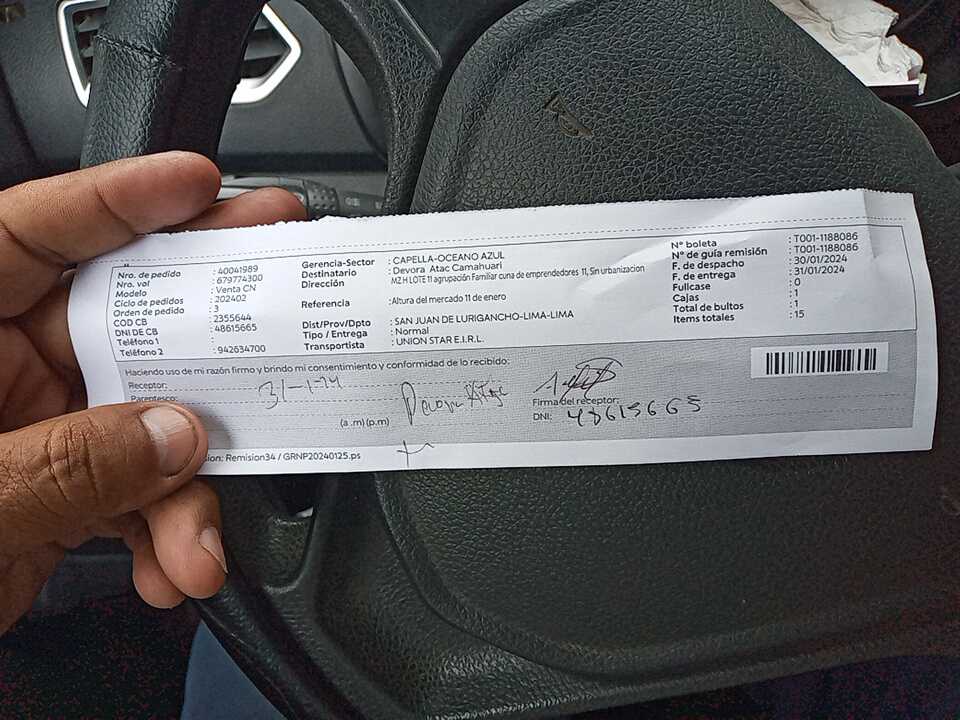 Nro. de pedido : 40041989
Nro. val : 679774300
Modelo : Venta CN
Ciclo de pedidos : 202402
Orden de pedido : 3
COD CB : 2355644
DNI DE CB : 48615665
Teléfono 1 :
Teléfono 2 : 942634700
Gerencia-Sector : CAPELLA-OCEANO AZUL
Destinatario : Devora Atac Camahuari
Dirección MZ H LOTE 11 agrupación Familiar cuna de emprendedores 11, Sin urbanizacion
Referencia : Altura del mercado 11 de enero
Dist/Prov/Dpto : SAN JUAN DE LURIGANCHO-LIMA-LIMA
Tipo / Entrega : Normal
Transportista : UNION STAR E.I.R.L.
N° boleta : T001-1188086
N° de guía remisión : T001-1188086
F. de despacho : 30/01/2024
F. de entrega : 31/01/2024
Fullcase : 0
Cajas : 1
Total de bultos : 1
Items totales : 15
Haciendo uso de mi razón firmo y brindo mi consentimiento y conformidad de lo recibido:
Receptor:
Parentesco:
31-1-24
(a .m) (p.m)
Devora Atac
Firma del receptor:
DNI: 48615665
sion: Remision34 / GRNP20240125.ps